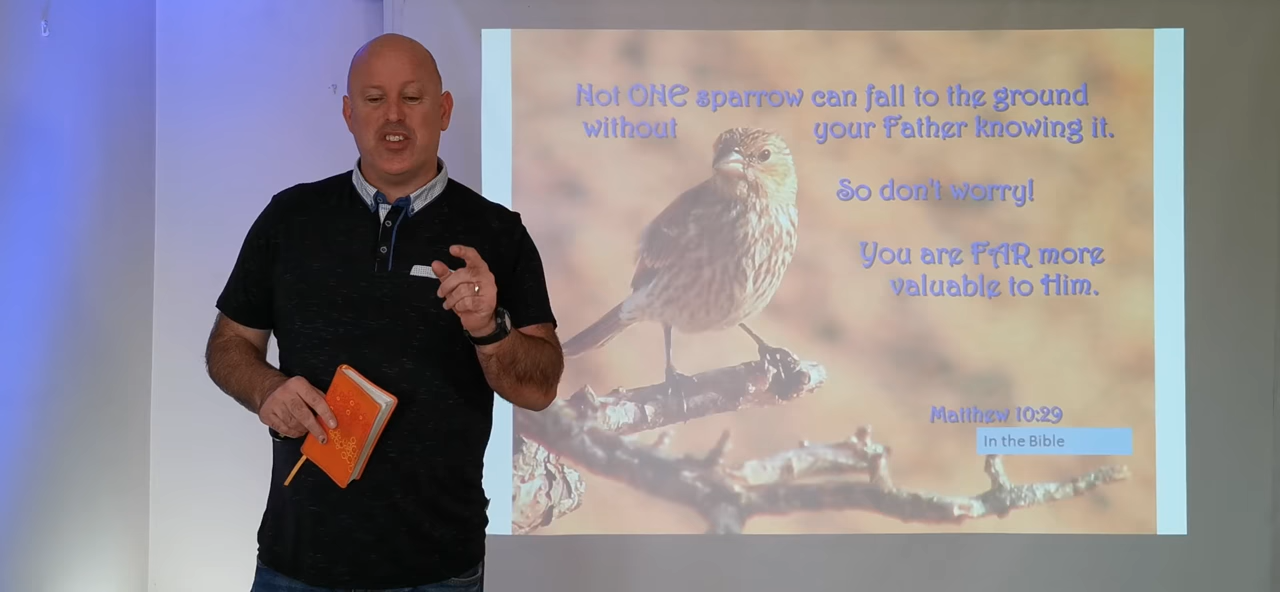 Not ONE sparrow can fall to the ground
without your Father knowing it.
So don't worry!
You are FAR more
valuable to Him.
Matthew 10:29
In the Bible